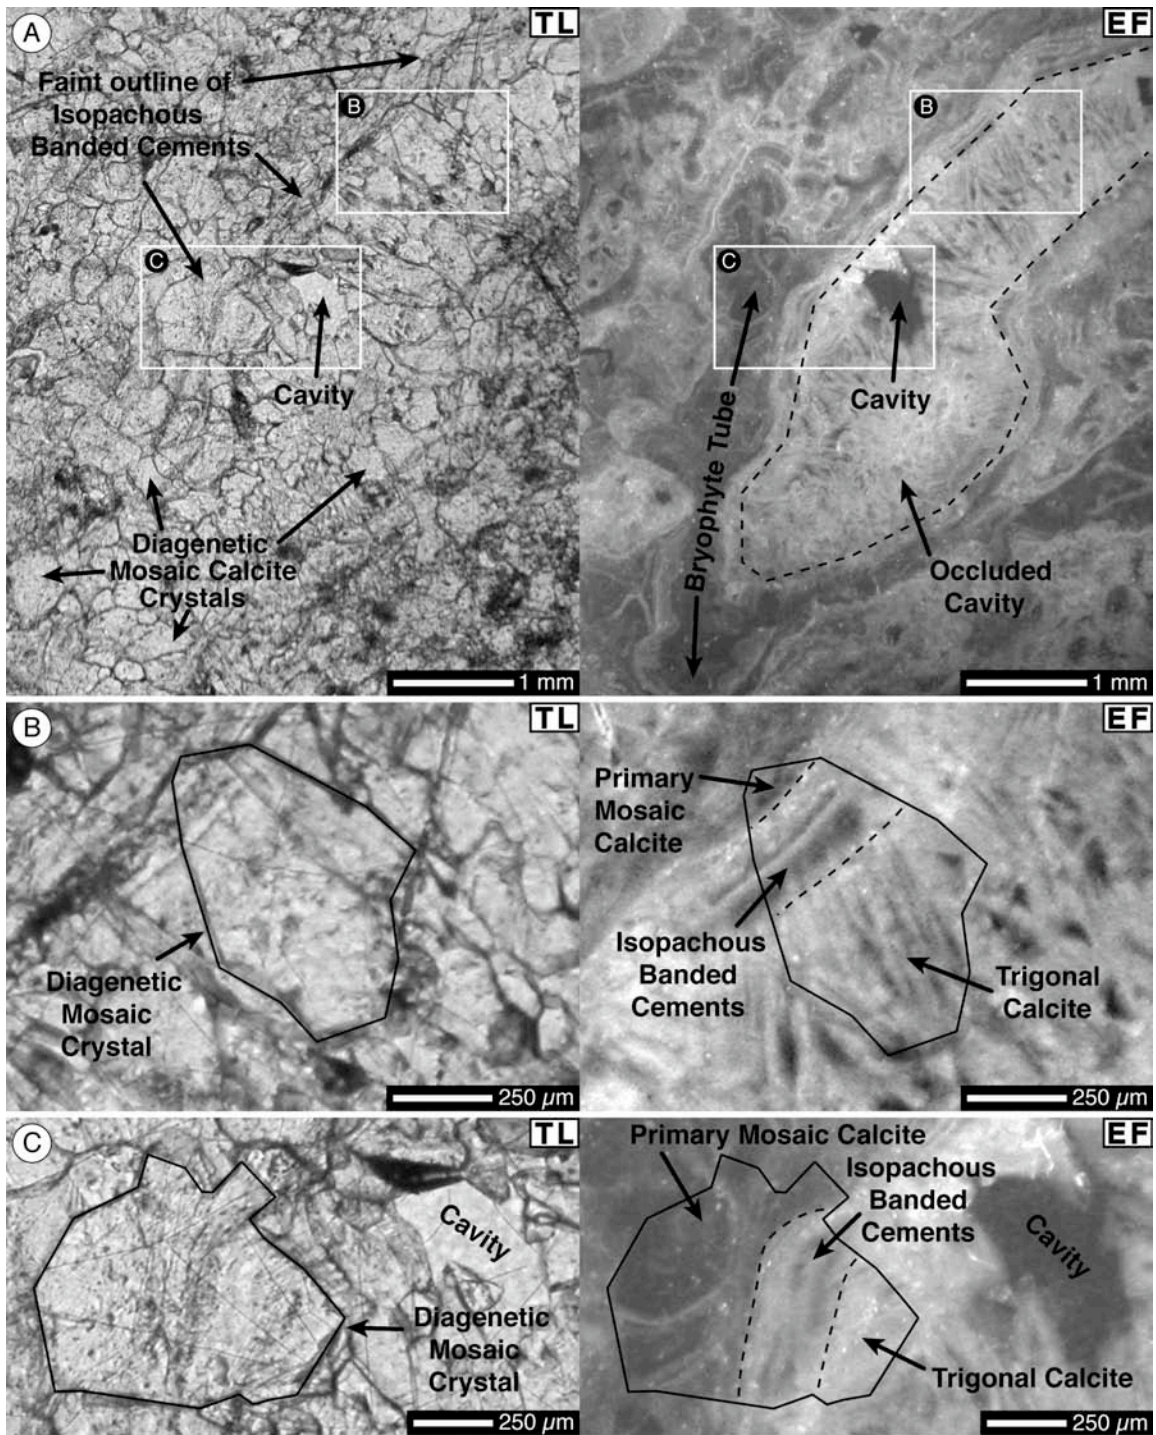 A
TL
EF
Faint outline of
Isopachous
Banded Cements
B
C
Cavity
Diagenetic
Mosaic Calcite
Crystals
1 mm
B
C
Cavity
Bryophyte Tube
Occluded
Cavity
1 mm
B
TL
EF
Diagenetic
Mosaic
Crystal
250 µm
Primary
Mosaic
Calcite
Isopachous
Banded
Cements
Trigonal
Calcite
250 µm
C
TL
EF
Cavity
Diagenetic
Mosaic
Crystal
250 µm
Primary Mosaic Calcite
Isopachous
Banded
Cements
Cavity
Trigonal Calcite
250 µm